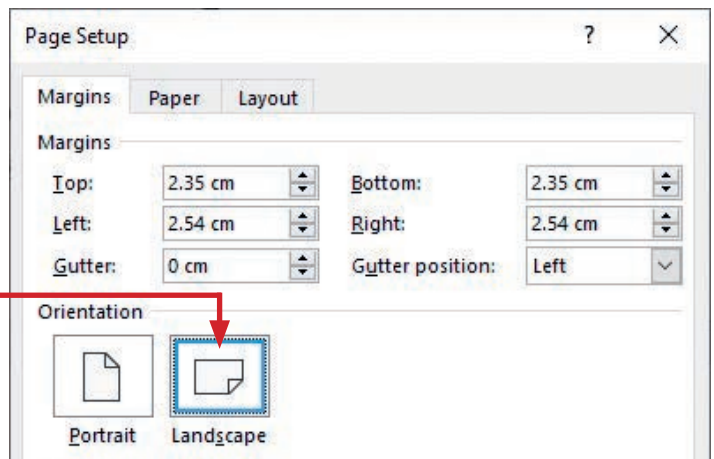 Page Setup ?
Margins Paper Layout
Margins
Top: 2.35 cm Bottom: 2.35 cm
Left: 2.54 cm Right: 2.54 cm
Gutter: 0 cm Gutter position: Left
Orientation
Portrait Landscape